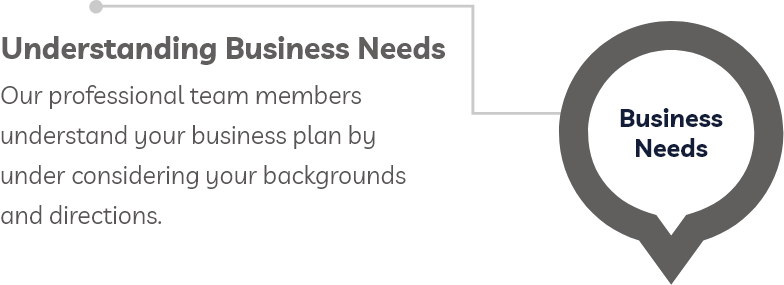 Understanding Business Needs
Our professional team members
understand your business plan by
under considering your backgrounds
and directions.
Business
Needs